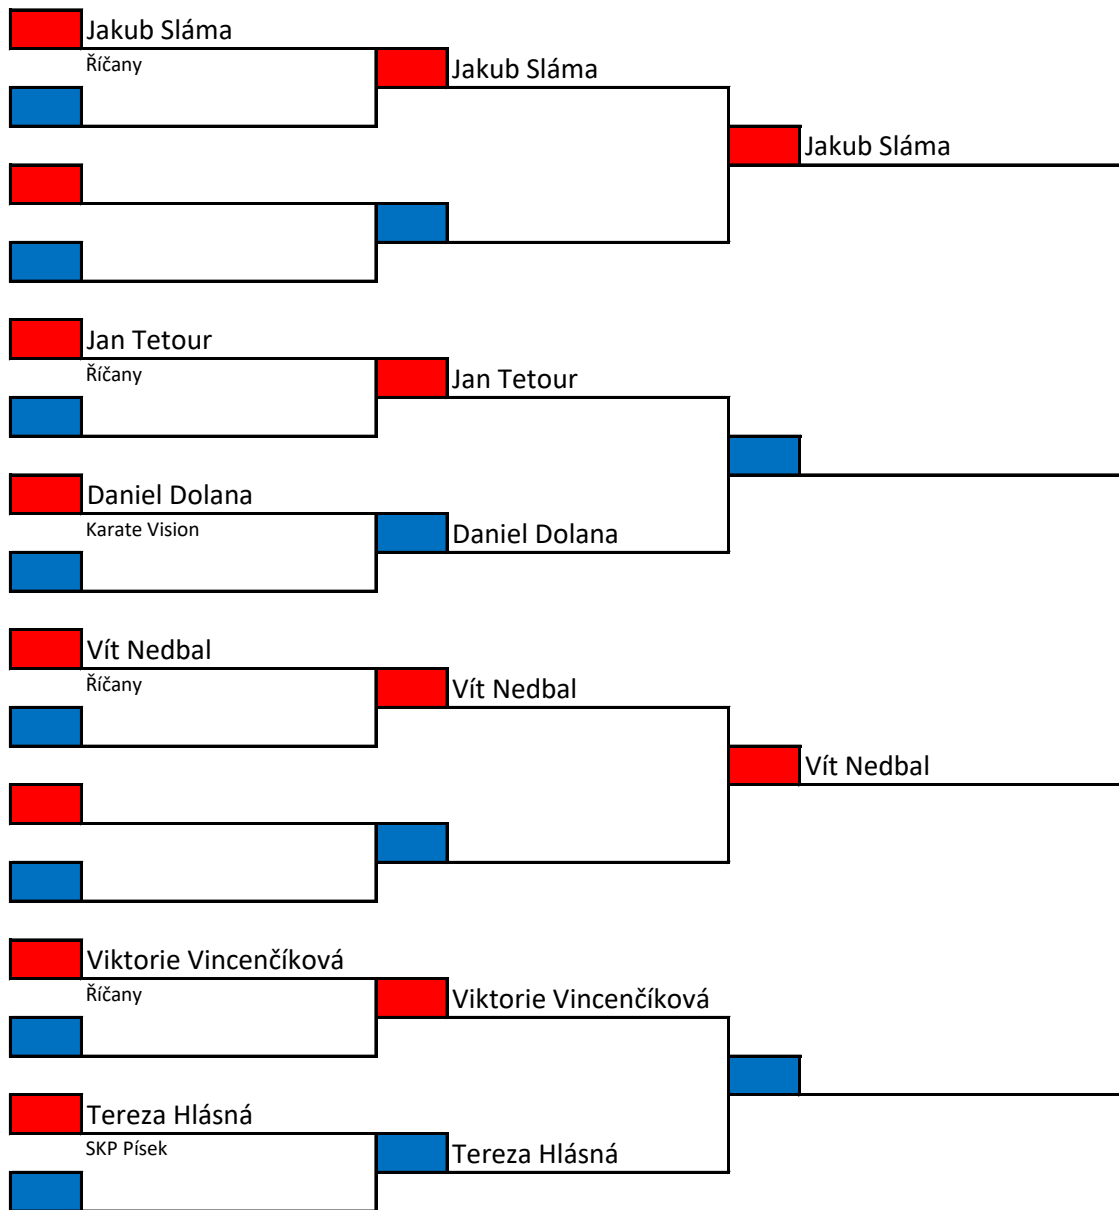 Jakub Sláma
Říčany
Jakub Sláma
Jakub Sláma
Jan Tetour
Říčany
Jan Tetour
Daniel Dolana
Karate Vision
Daniel Dolana
Vít Nedbal
Říčany
Vít Nedbal
Vít Nedbal
Viktorie Vincenčíková
Říčany
Viktorie Vincenčíková
Tereza Hlásná
SKP Písek
Tereza Hlásná